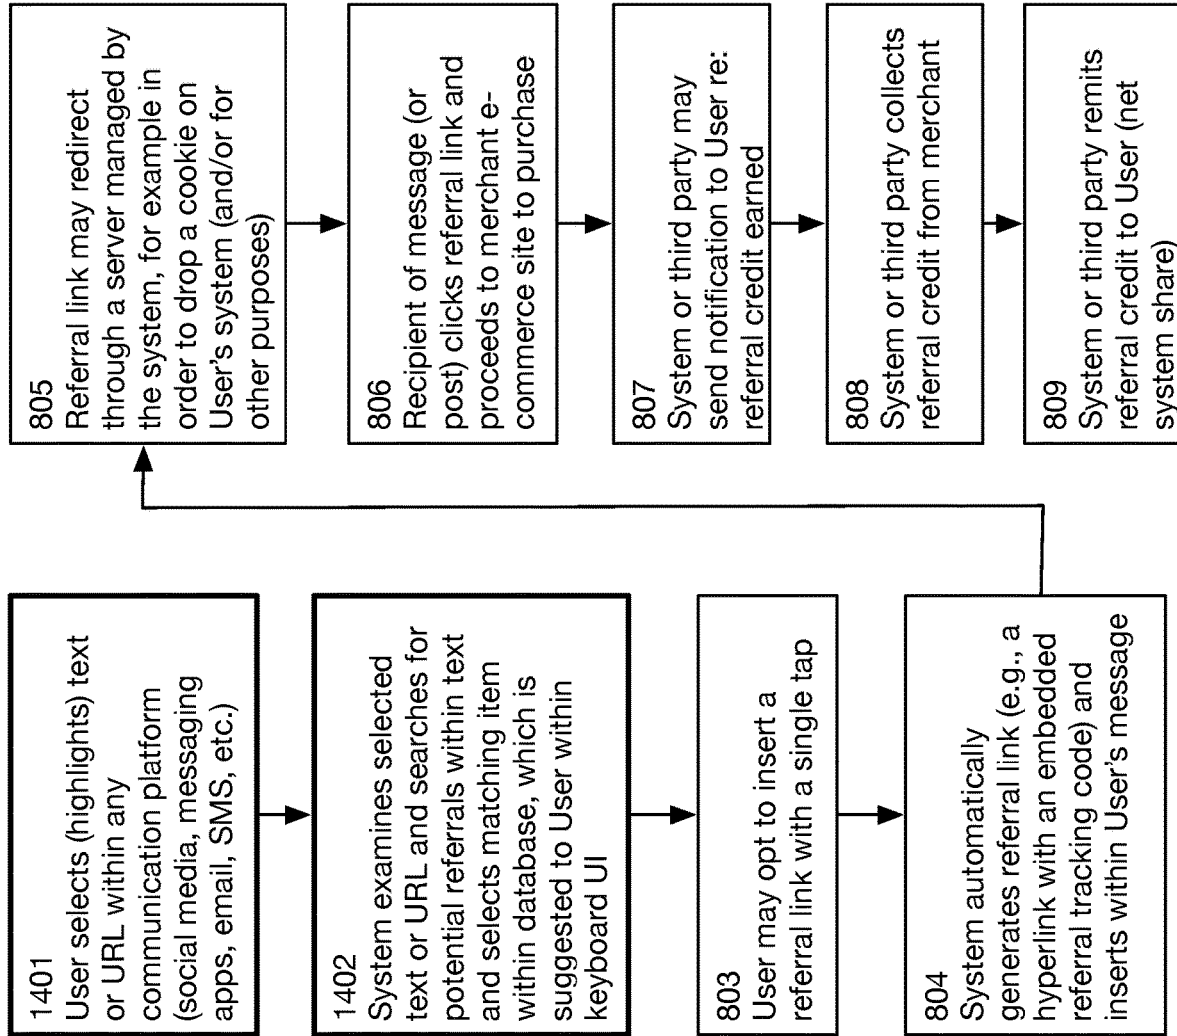 1401
User selects (highlights) text
or URL within any
communication platform
(social media, messaging
apps, email, SMS, etc.)
1402
System examines selected
text or URL and searches for
potential referrals within text
and selects matching item
within database, which is
suggested to User within
keyboard UI
803
User may opt to insert a
referral link with a single tap
804
System automatically
generates referral link (e.g., a
hyperlink with an embedded
referral tracking code) and
inserts within User's message
805
Referral link may redirect
through a server managed by
the system, for example in
order to drop a cookie on
User's system (and/or for
other purposes)
806
Recipient of message (or
post) clicks referral link and
proceeds to merchant e-
commerce site to purchase
807
System or third party may
send notification to User re:
referral credit earned
808
System or third party collects
referral credit from merchant
809
System or third party remits
referral credit to User (net
system share)